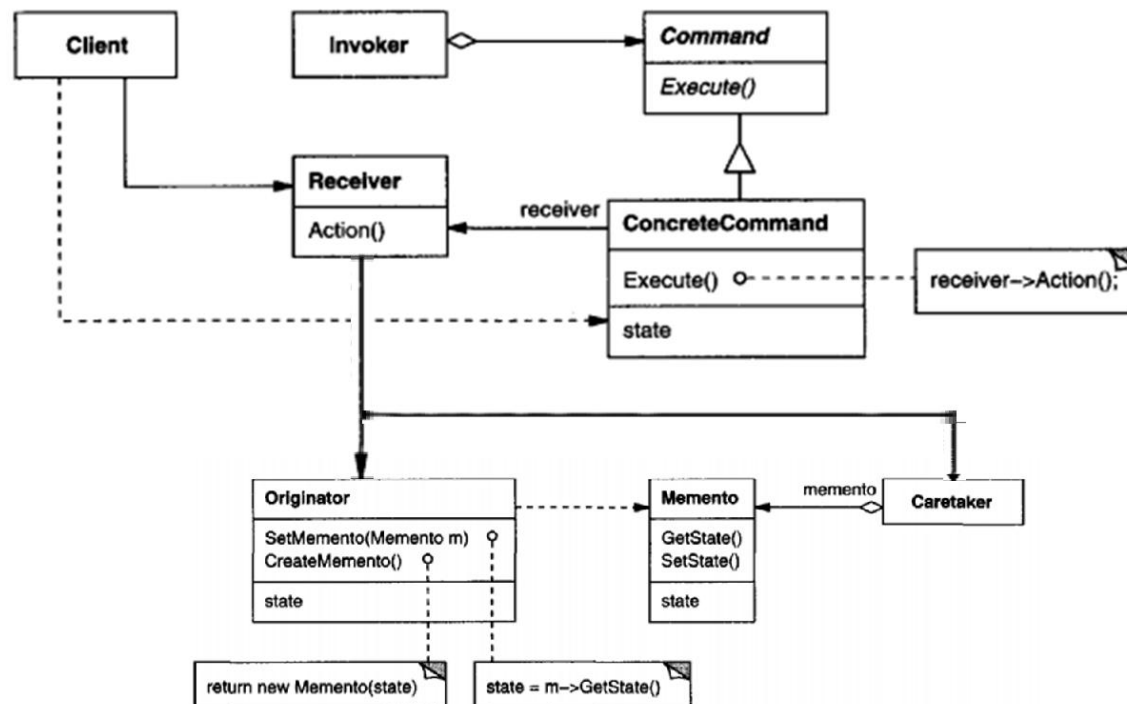 Client
Invoker
Command
Execute()
Receiver
Action()
receiver
ConcreteCommand
Execute()
state
receiver->Action();
Originator
SetMemento(Memento m)
CreateMemento()
state
Memento
GetState()
SetState()
state
memento
Caretaker
return new Memento(state)
state = m->GetState()